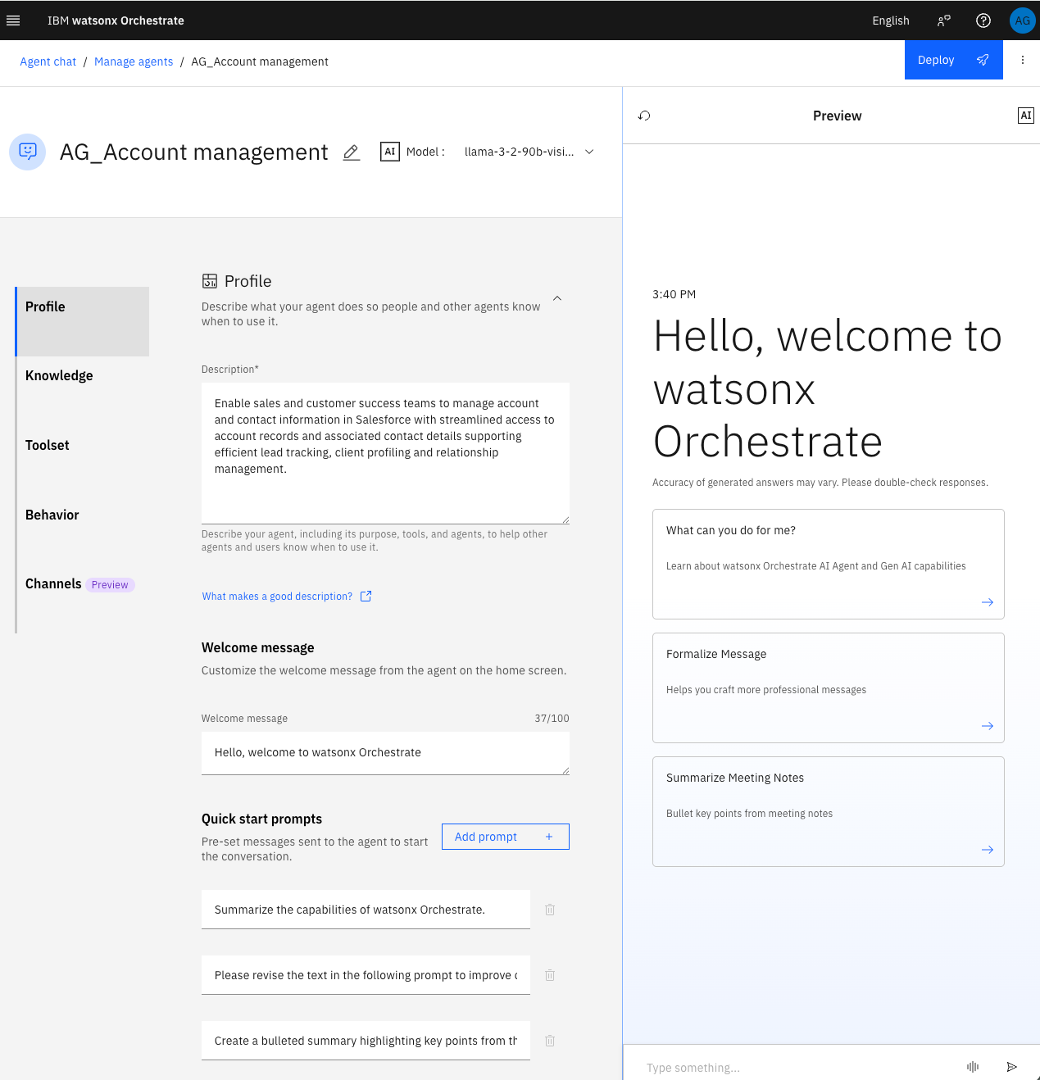 IBM watsonx Orchestrate
English
AG
Agent chat / Manage agents / AG_Account management
Deploy
AG_Account management
AI Model : llama-3-2-90b-visi...
Preview
AI
Profile
Knowledge
Toolset
Behavior
Channels Preview
Profile
Describe what your agent does so people and other agents know
when to use it.
Description*
Enable sales and customer success teams to manage account
and contact information in Salesforce with streamlined access to
account records and associated contact details supporting
efficient lead tracking, client profiling and relationship
management.
Describe your agent, including its purpose, tools, and agents, to help other
agents and users know when to use it.
What makes a good description?
Welcome message
Customize the welcome message from the agent on the home screen.
Welcome message 37/100
Hello, welcome to watsonx Orchestrate
Quick start prompts
Pre-set messages sent to the agent to start
the conversation.
Add prompt +
Summarize the capabilities of watsonx Orchestrate.
Please revise the text in the following prompt to improve
Create a bulleted summary highlighting key points from
3:40 PM
Hello, welcome to
watsonx
Orchestrate
Accuracy of generated answers may vary. Please double-check responses.
What can you do for me?
Learn about watsonx Orchestrate AI Agent and Gen AI capabilities
Formalize Message
Helps you craft more professional messages
Summarize Meeting Notes
Bullet key points from meeting notes
Type something...